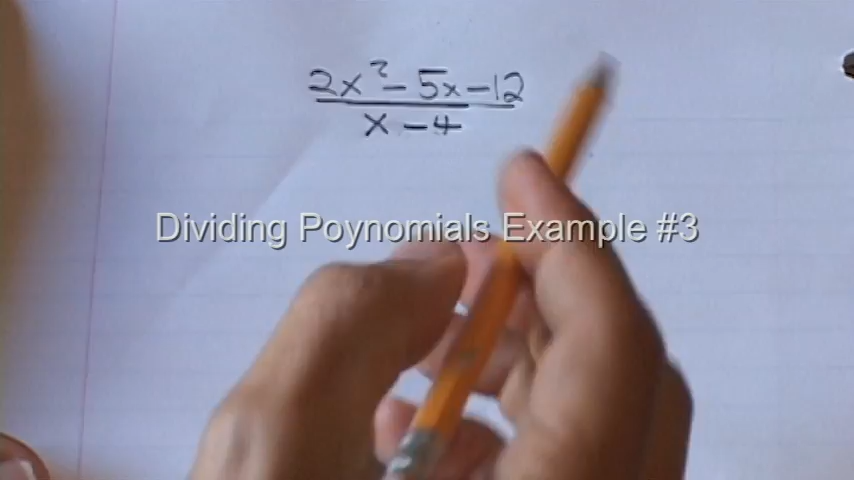 2x² - 5x - 12
x - 4
Dividing Poynomials Example #3